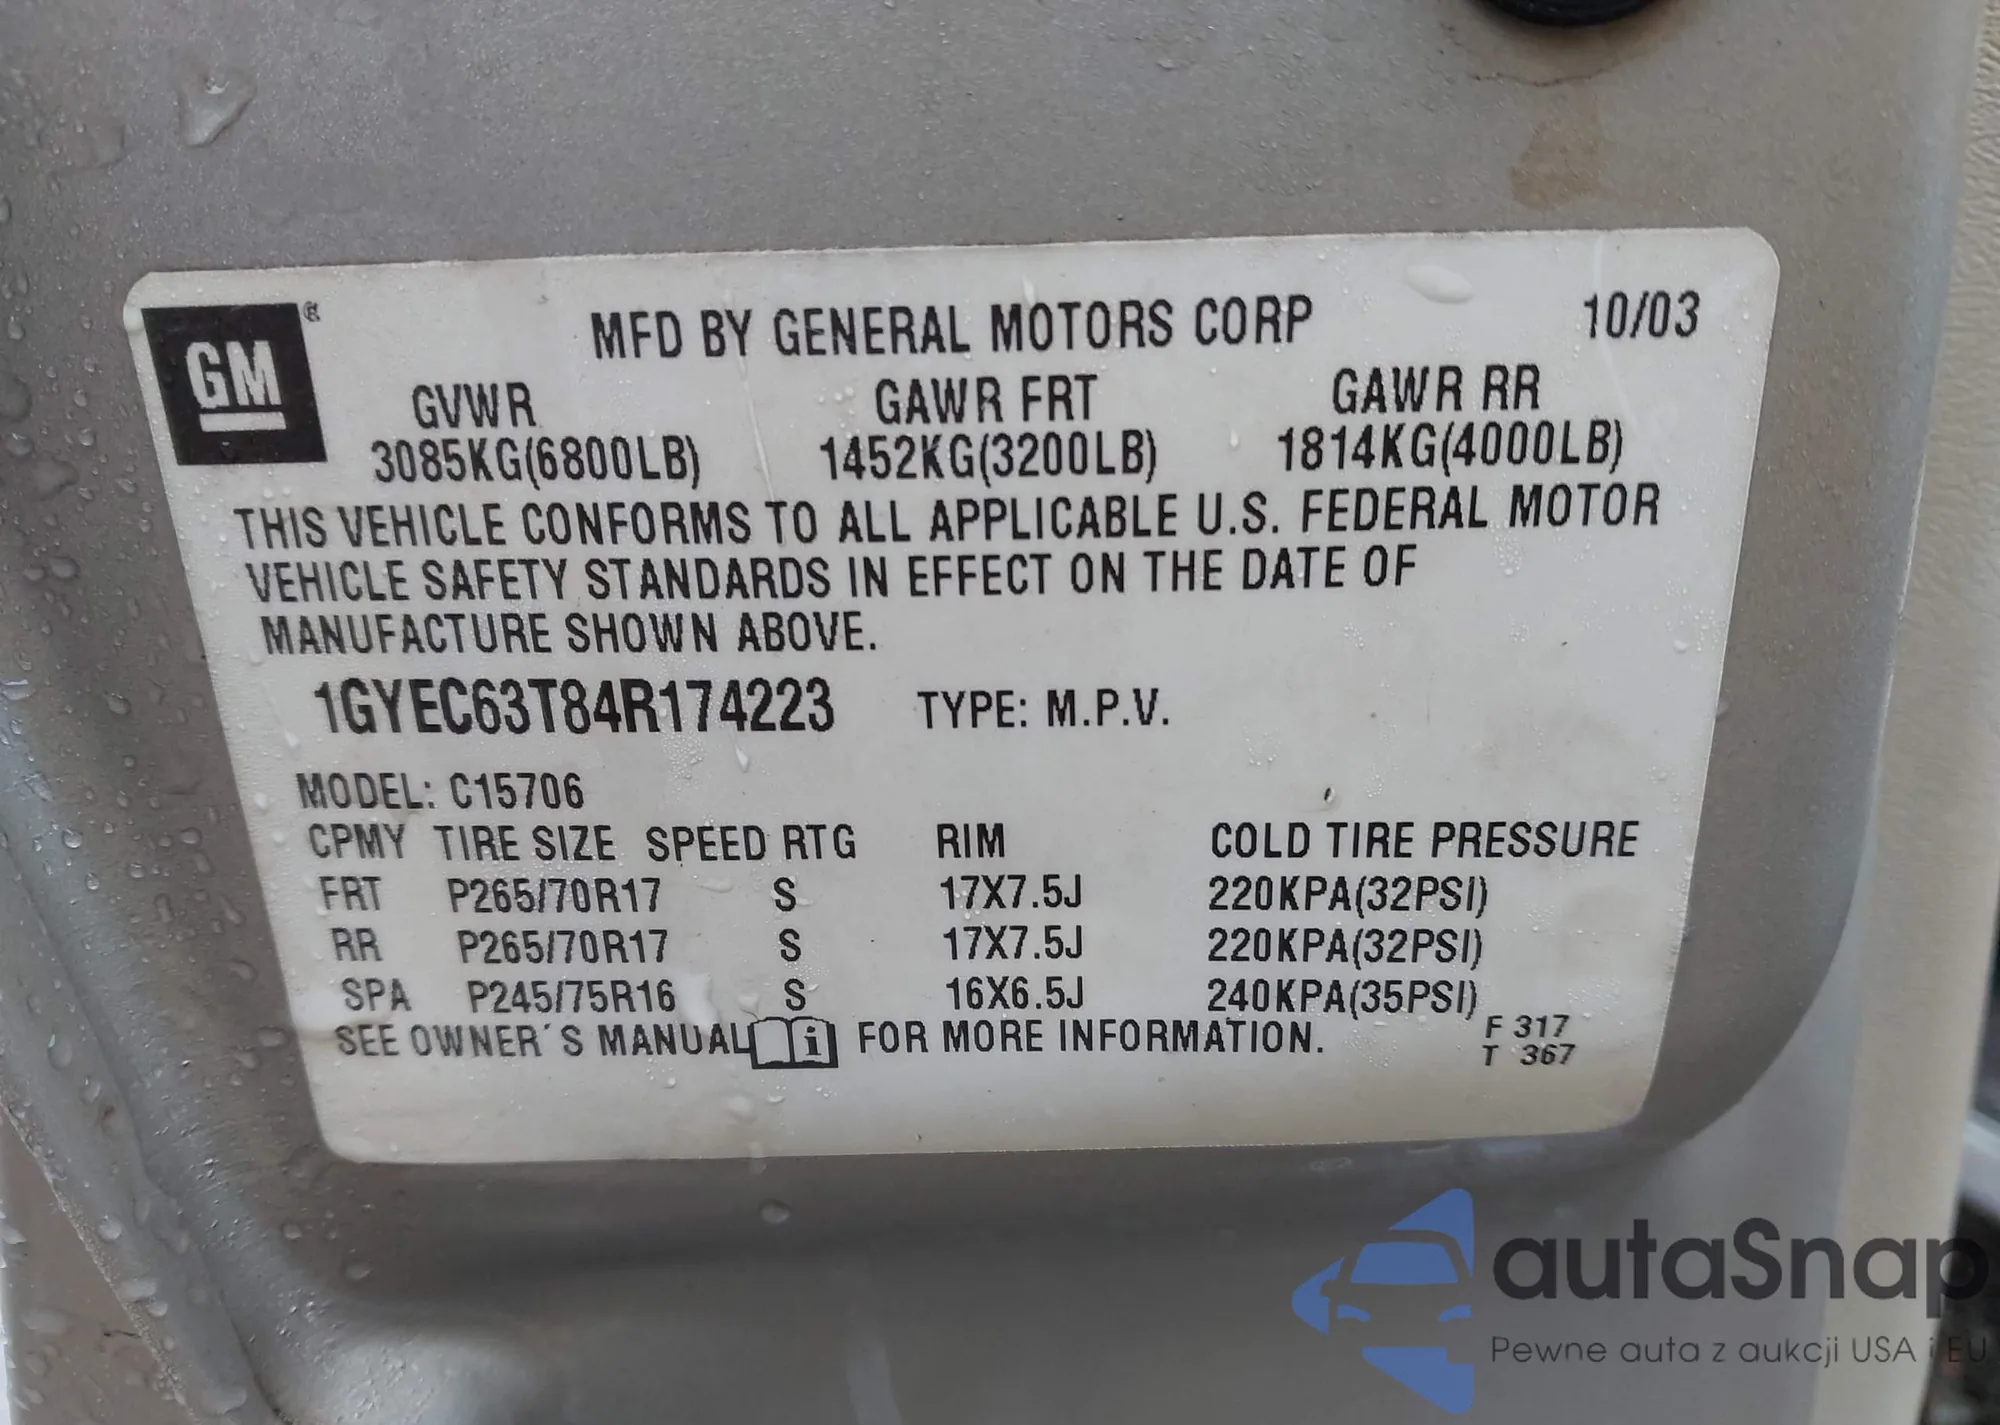 GM®
MFD BY GENERAL MOTORS CORP 10/03
GVWR GAWR FRT GAWR RR
3085KG(6800LB) 1452KG(3200LB) 1814KG(4000LB)
THIS VEHICLE CONFORMS TO ALL APPLICABLE U.S. FEDERAL MOTOR
VEHICLE SAFETY STANDARDS IN EFFECT ON THE DATE OF
MANUFACTURE SHOWN ABOVE.
1GYEC63T84R174223 TYPE: M.P.V.
MODEL: C15706
CPMY TIRE SIZE SPEED RTG RIM COLD TIRE PRESSURE
FRT P265/70R17 S 17X7.5J 220KPA(32PSI)
RR P265/70R17 S 17X7.5J 220KPA(32PSI)
SPA P245/75R16 S 16X6.5J 240KPA(35PSI)
SEE OWNER´S MANUAL i FOR MORE INFORMATION.
F 317
T 367
autaSnap
Pewne auta z aukcji USA i EU